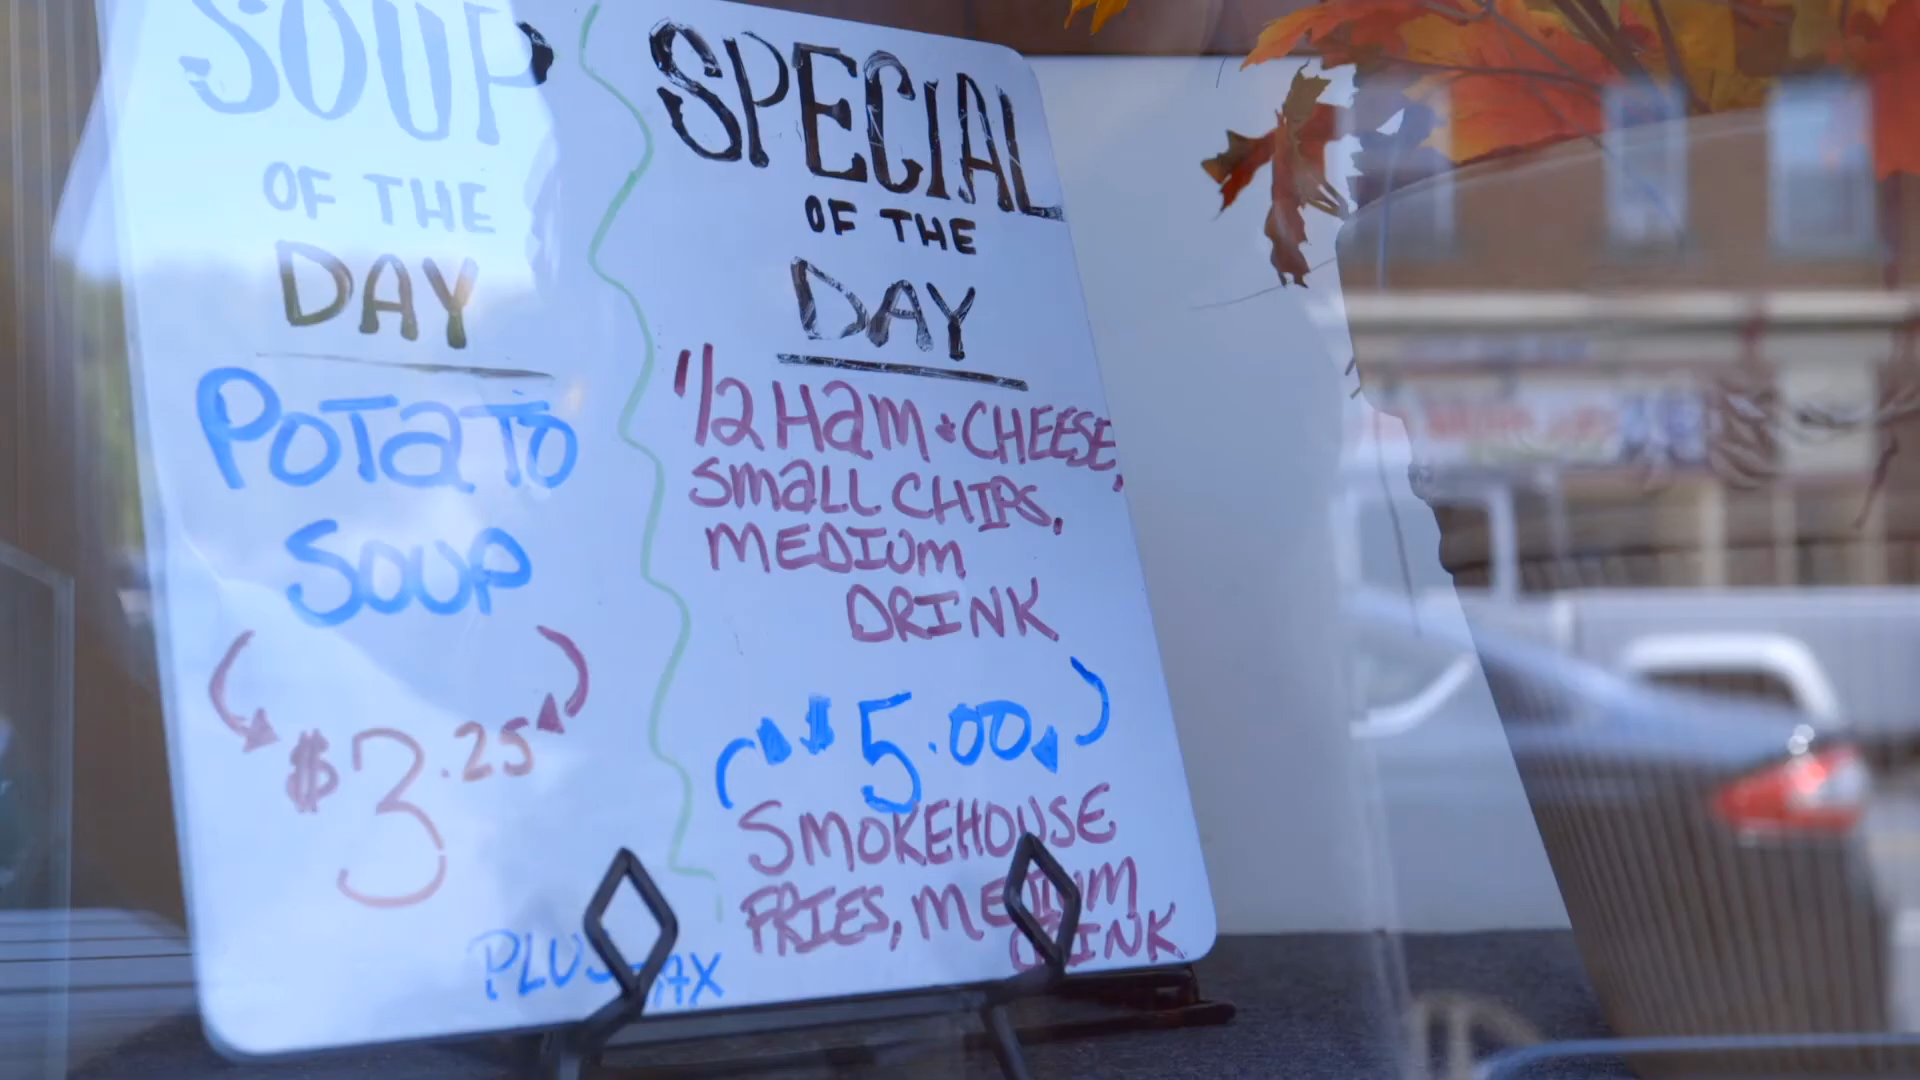 SOUP
OF THE
DAY
POTATO
SOUP
$3.25
PLUS TAX
SPECIAL
OF THE
DAY
1/2 HAM & CHEESE,
SMALL CHIPS,
MEDIUM
DRINK
$5.00
SMOKEHOUSE
FRIES, MEDIUM
DRINK